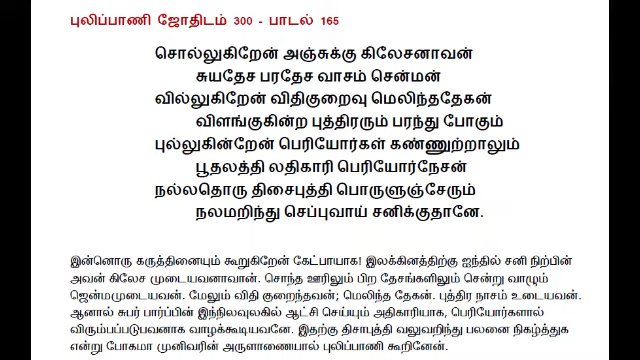 புலிப்பாணி ஜோதிடம் 300 - பாடல் 165
சொல்லுகிறேன் அஞ்சுக்கு கிலேசனாவன்
சுயதேச பரதேச வாசம் சென்மன்
வில்லுகிறேன் விதிகுறைவு மெலிந்ததேகன்
விளங்குகின்ற புத்திரரும் பரந்து போகும்
புல்லுகின்றேன் பெரியோர்கள் கண்ணுற்றாலும்
பூதலத்தி லதிகாரி பெரியோர்நேசன்
நல்லதொரு திசைபுத்தி பொருளுஞ்சேரும்
நலமறிந்து செப்புவாய் சனிக்குதானே.
இன்னொரு கருத்தினையும் கூறுகிறேன் கேட்பாயாக! இலக்கினத்திற்கு ஐந்தில் சனி நிற்பின்
அவன் கிலேச முடையவனாவான். சொந்த ஊரிலும் பிற தேசங்களிலும் சென்று வாழும்
ஜென்மமுடையவன். மேலும் விதி குறைந்தவன்; மெலிந்த தேகன். புத்திர நாசம் உடையவன்.
ஆனால் சுபர் பார்ப்பின் இந்நிலவுலகில் ஆட்சி செய்யும் அதிகாரியாக, பெரியோர்களால்
விரும்பப்படுபவனாக வாழக்கூடியவனே. இதற்கு திசாபுத்தி வலுவறிந்து பலனை நிகழ்த்துக
என்று போகமா முனிவரின் அருளாணையால் புலிப்பாணி கூறினேன்.